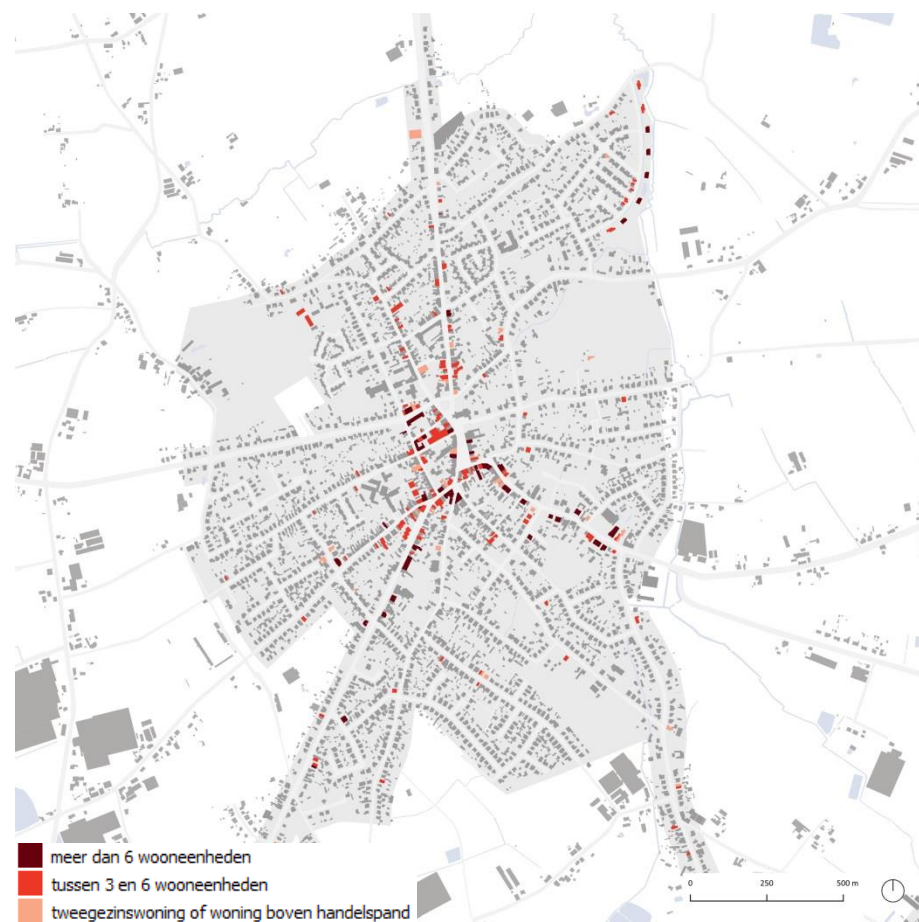 meer dan 6 wooneenheden
tussen 3 en 6 wooneenheden
tweegezinswoning of woning boven handelspand
0 250 500 m